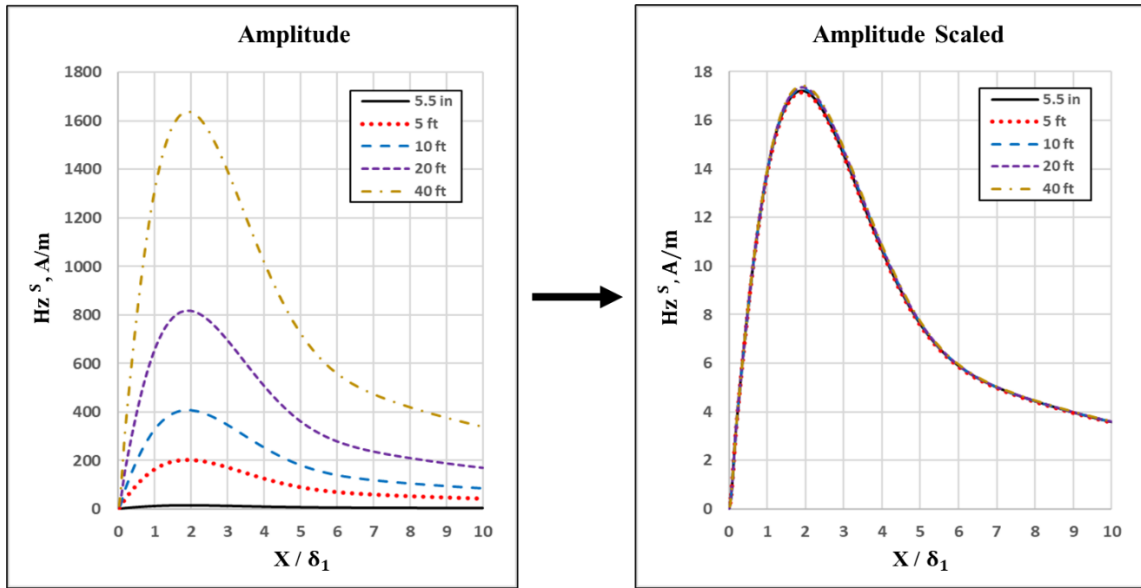 Amplitude
1800
1600
1400
1200
1000
800
600
400
200
0
Hz S , A/m
5.5 in
5 ft
10 ft
20 ft
40 ft
0 1 2 3 4 5 6 7 8 9 10
X / δ1
Amplitude Scaled
18
16
14
12
10
8
6
4
2
0
Hz S , A/m
5.5 in
5 ft
10 ft
20 ft
40 ft
0 1 2 3 4 5 6 7 8 9 10
X / δ1